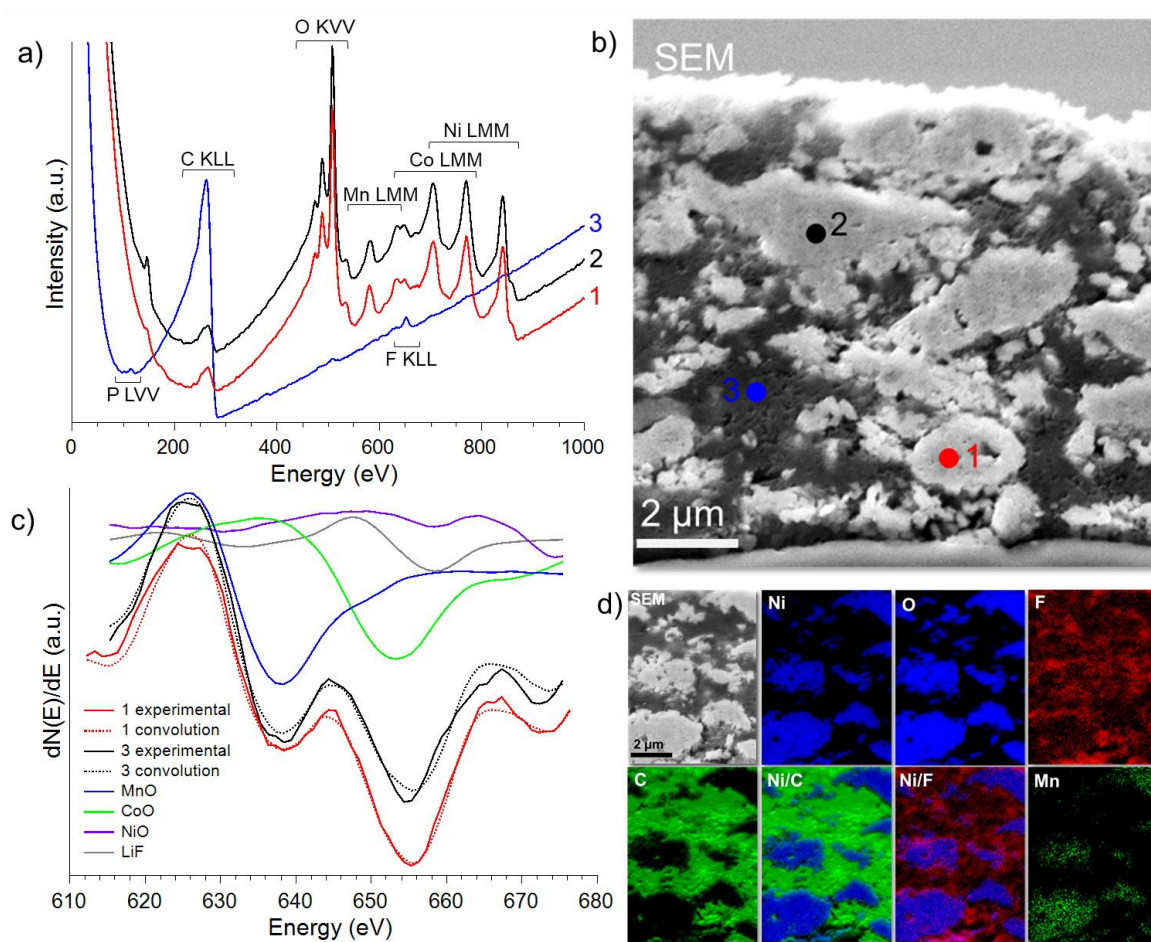 a)
O KVV
Ni LMM
C KLL
Co LMM
Mn LMM
3
2
1
F KLL
P LVV
Intensity (a.u.)
0 200 400 600 800 1000
Energy (eV)
b)
SEM
2
3
1
2 µm
c)
dN(E)/dE (a.u.)
1 experimental
1 convolution
3 experimental
3 convolution
MnO
CoO
NiO
LiF
610 620 630 640 650 660 670 680
Energy (eV)
d)
SEM
2 µm
Ni
O
F
C
Ni/C
Ni/F
Mn